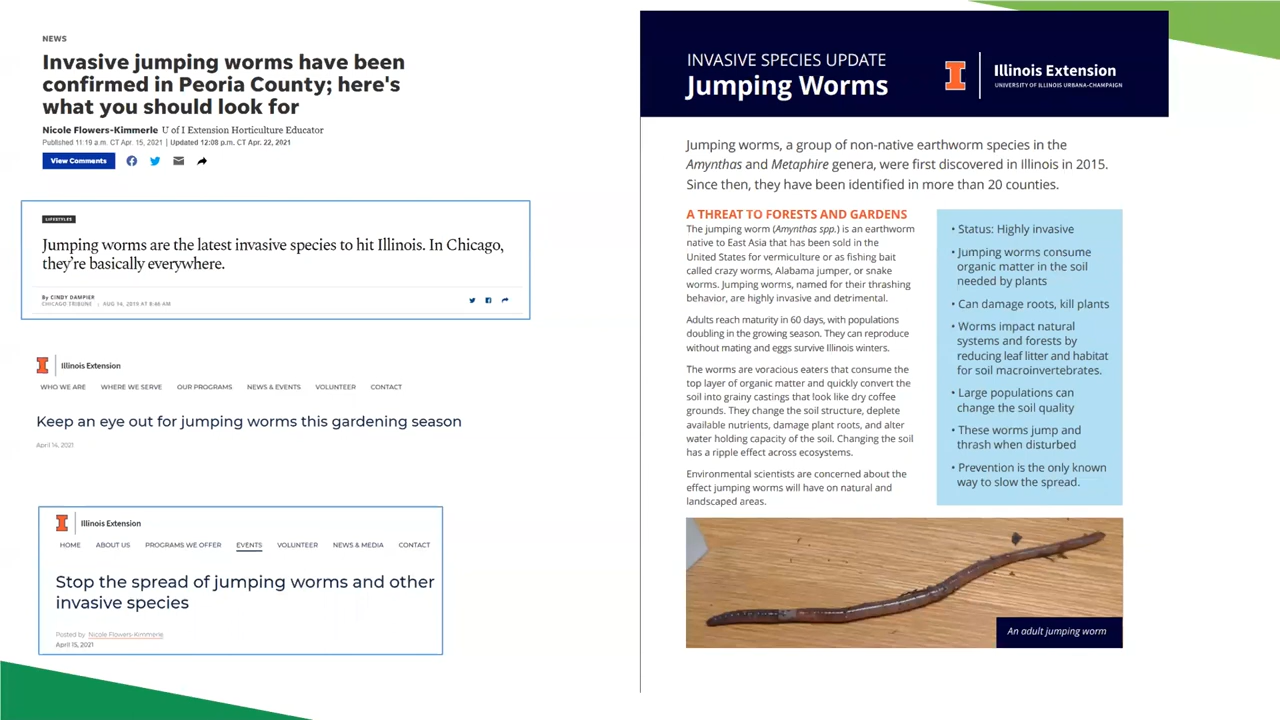 NEWS
Invasive jumping worms have been
confirmed in Peoria County; here's
what you should look for
Nicole Flowers-Kimmerle U of I Extension Horticulture Educator
Published 11:19 a.m. CT Apr. 15, 2021 | Updated 12:08 p.m. CT Apr. 22, 2021
View Comments
LIFESTYLES
Jumping worms are the latest invasive species to hit Illinois. In Chicago,
they're basically everywhere.
By CINDY DAMPIER
CHICAGO TRIBUNE | AUG 14, 2019 AT 8:46 AM
I Illinois Extension
WHO WE ARE WHERE WE SERVE OUR PROGRAMS NEWS & EVENTS VOLUNTEER CONTACT
Keep an eye out for jumping worms this gardening season
April 14, 2021
I Illinois Extension
HOME ABOUT US PROGRAMS WE OFFER EVENTS VOLUNTEER NEWS & MEDIA CONTACT
Stop the spread of jumping worms and other
invasive species
Posted by Nicole Flowers-Kimmerle
April 15, 2021
INVASIVE SPECIES UPDATE
Jumping Worms
I Illinois Extension
UNIVERSITY OF ILLINOIS URBANA-CHAMPAIGN
Jumping worms, a group of non-native earthworm species in the
Amynthas and Metaphire genera, were first discovered in Illinois in 2015.
Since then, they have been identified in more than 20 counties.
A THREAT TO FORESTS AND GARDENS
The jumping worm (Amynthas spp.) is an earthworm
native to East Asia that has been sold in the
United States for vermiculture or as fishing bait
called crazy worms, Alabama jumper, or snake
worms. Jumping worms, named for their thrashing
behavior, are highly invasive and detrimental.
Adults reach maturity in 60 days, with populations
doubling in the growing season. They can reproduce
without mating and eggs survive Illinois winters.
The worms are voracious eaters that consume the
top layer of organic matter and quickly convert the
soil into grainy castings that look like dry coffee
grounds. They change the soil structure, deplete
available nutrients, damage plant roots, and alter
water holding capacity of the soil. Changing the soil
has a ripple effect across ecosystems.
Environmental scientists are concerned about the
effect jumping worms will have on natural and
landscaped areas.
• Status: Highly invasive
• Jumping worms consume
organic matter in the soil
needed by plants
• Can damage roots, kill plants
• Worms impact natural
systems and forests by
reducing leaf litter and habitat
for soil macroinvertebrates.
• Large populations can
change the soil quality
• These worms jump and
thrash when disturbed
• Prevention is the only known
way to slow the spread.
An adult jumping worm